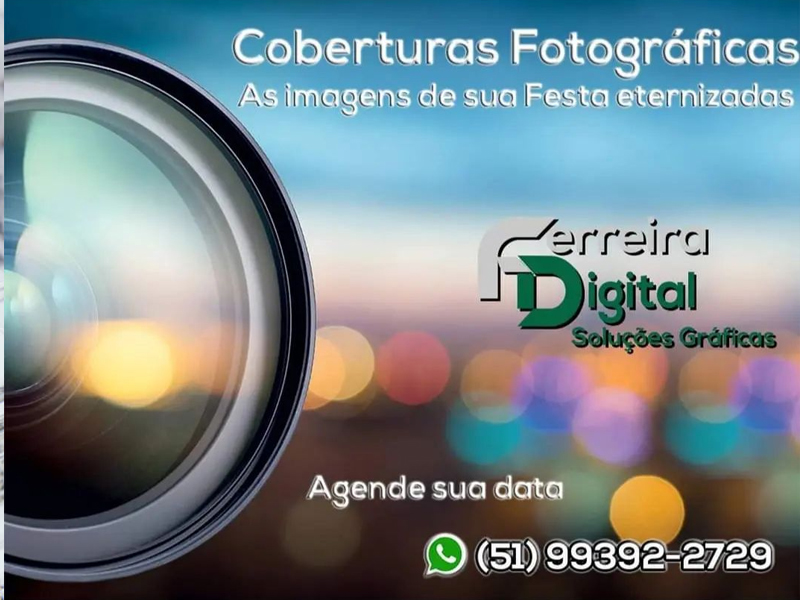 Coberturas Fotográficas
As imagens de sua Festa eternizadas
Ferreira
Digital
Soluções Gráficas
Agende sua data
(51) 99392-2729